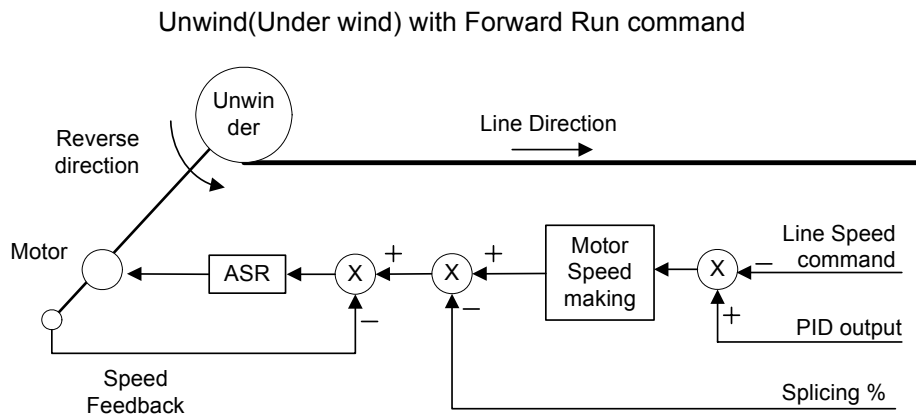 Unwind(Under wind) with Forward Run command
Unwin
der
Reverse
direction
Line Direction
Motor
ASR
X
+
−
X
+
−
Motor
Speed
making
X
−
+
Line Speed
command
PID output
Speed
Feedback
Splicing %